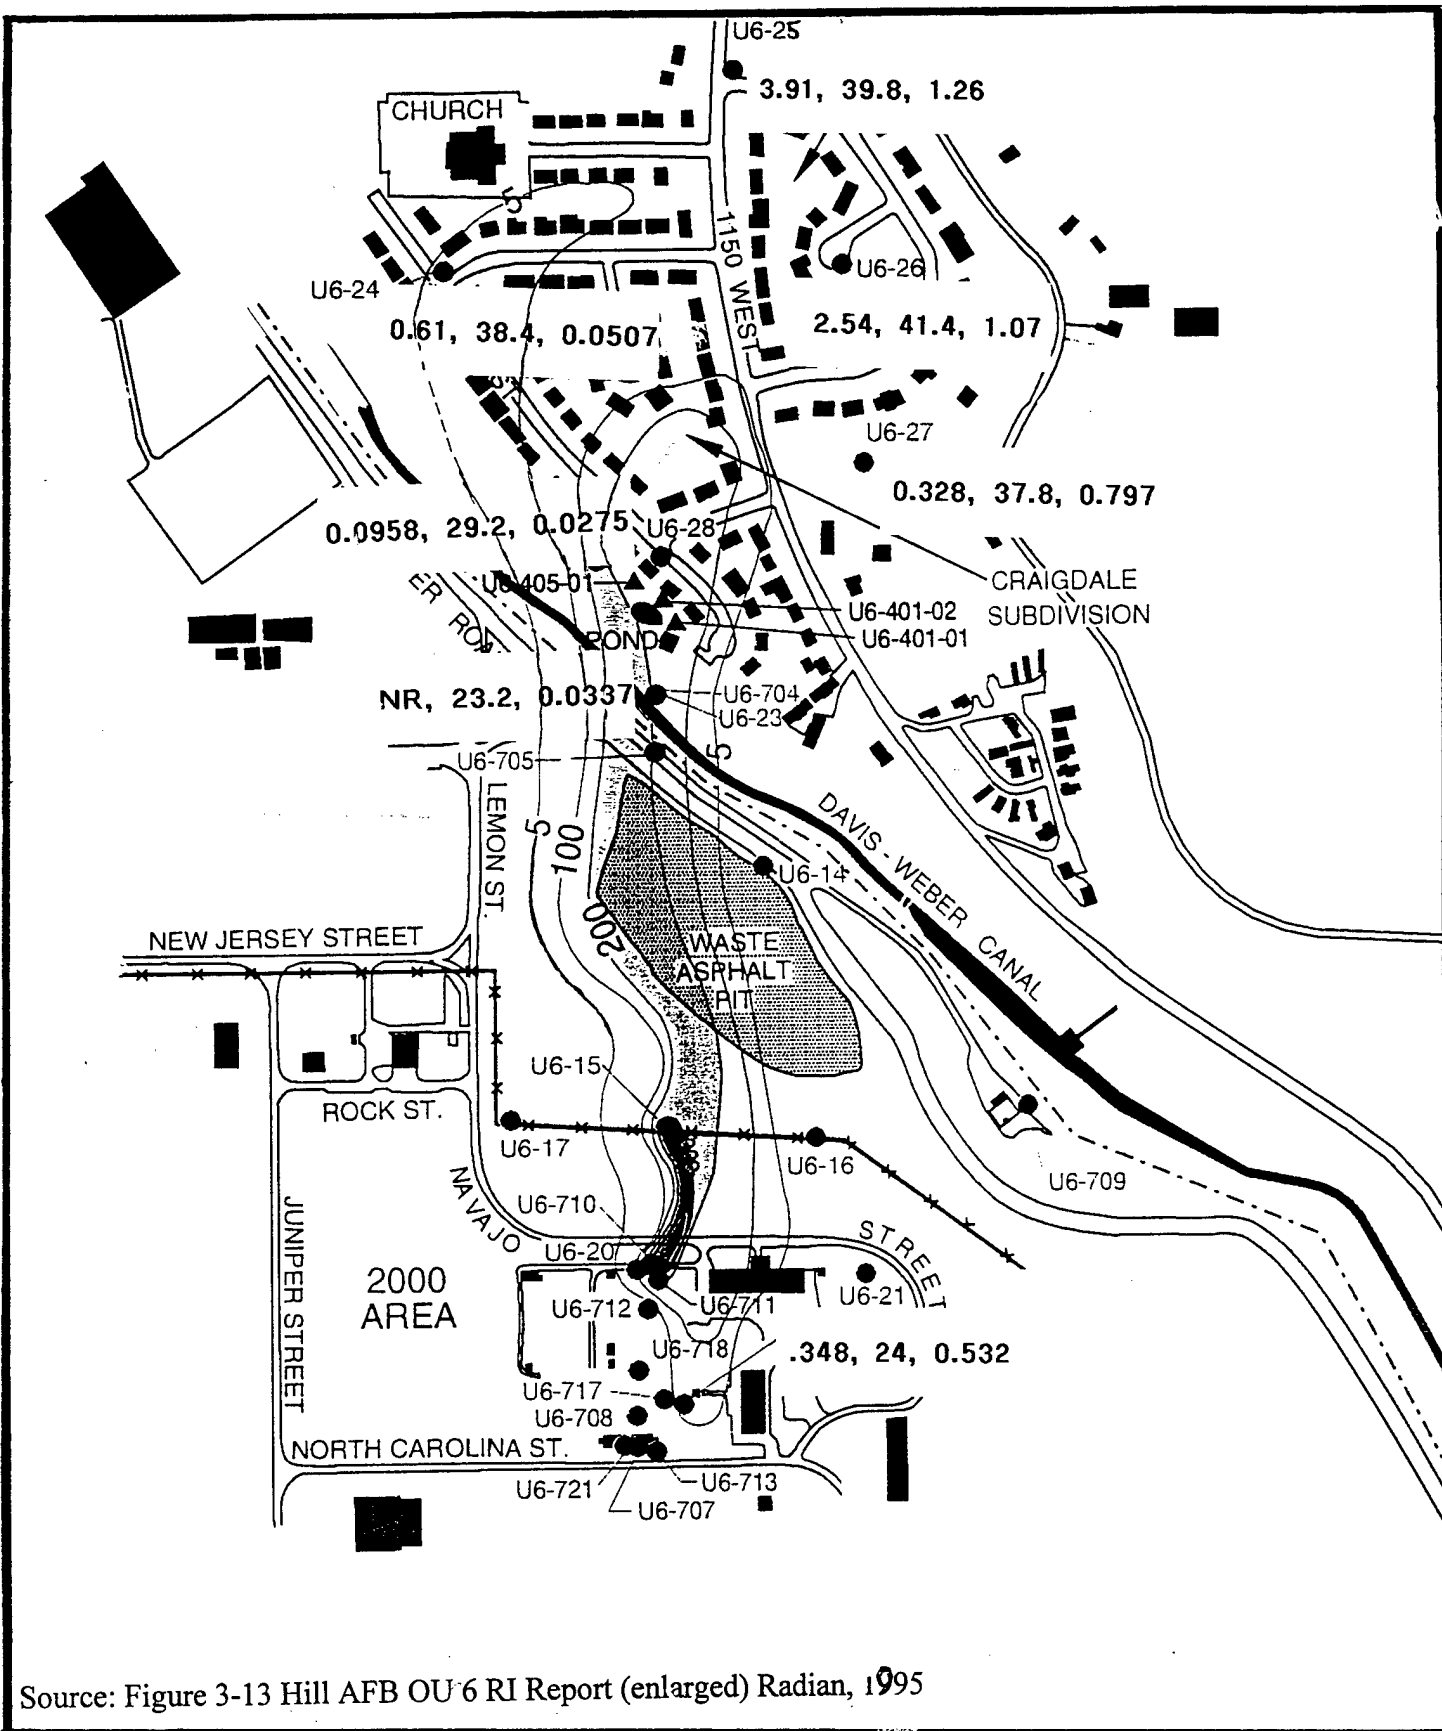 U6-25
3.91, 39.8, 1.26
CHURCH
5
1150 WEST
U6-26
U6-24
0.61, 38.4, 0.0507
2.54, 41.4, 1.07
U6-27
0.328, 37.8, 0.797
0.0958, 29.2, 0.0275
U6-28
U6-405-01
CRAIGDALE
SUBDIVISION
U6-401-02
U6-401-01
POND
NR, 23.2, 0.0337
U6-704
U6-23
U6-705
5
LEMON ST.
5
100
200
DAVIS - WEBER CANAL
U6-14
WASTE
ASPHALT
PIT
NEW JERSEY STREET
U6-15
ROCK ST.
U6-17
U6-16
U6-709
NAVAJO
STREET
JUNIPER STREET
U6-710
U6-20
2000
AREA
U6-712
U6-711
U6-21
U6-718
.348, 24, 0.532
U6-717
U6-708
NORTH CAROLINA ST.
U6-721
U6-713
U6-707
Source: Figure 3-13 Hill AFB OU 6 RI Report (enlarged) Radian, 1995